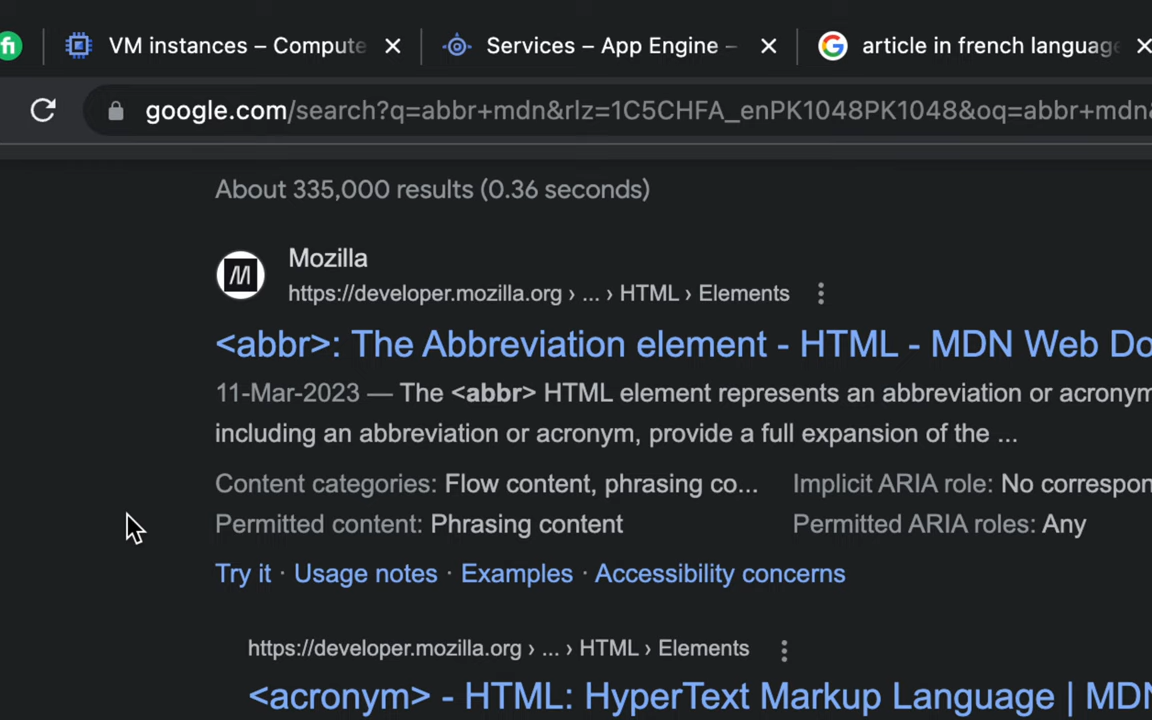 fi VM instances – Compute Services – App Engine – article in french language
google.com/search?q=abbr+mdn&rlz=1C5CHFA_enPK1048PK1048&oq=abbr+mdn
About 335,000 results (0.36 seconds)
Mozilla
https://developer.mozilla.org › ... › HTML › Elements
<abbr>: The Abbreviation element - HTML - MDN Web Do
11-Mar-2023 — The <abbr> HTML element represents an abbreviation or acronym
including an abbreviation or acronym, provide a full expansion of the ...
Content categories: Flow content, phrasing co... Implicit ARIA role: No correspon
Permitted content: Phrasing content Permitted ARIA roles: Any
Try it · Usage notes · Examples · Accessibility concerns
https://developer.mozilla.org › ... › HTML › Elements
<acronym> - HTML: HyperText Markup Language | MDN